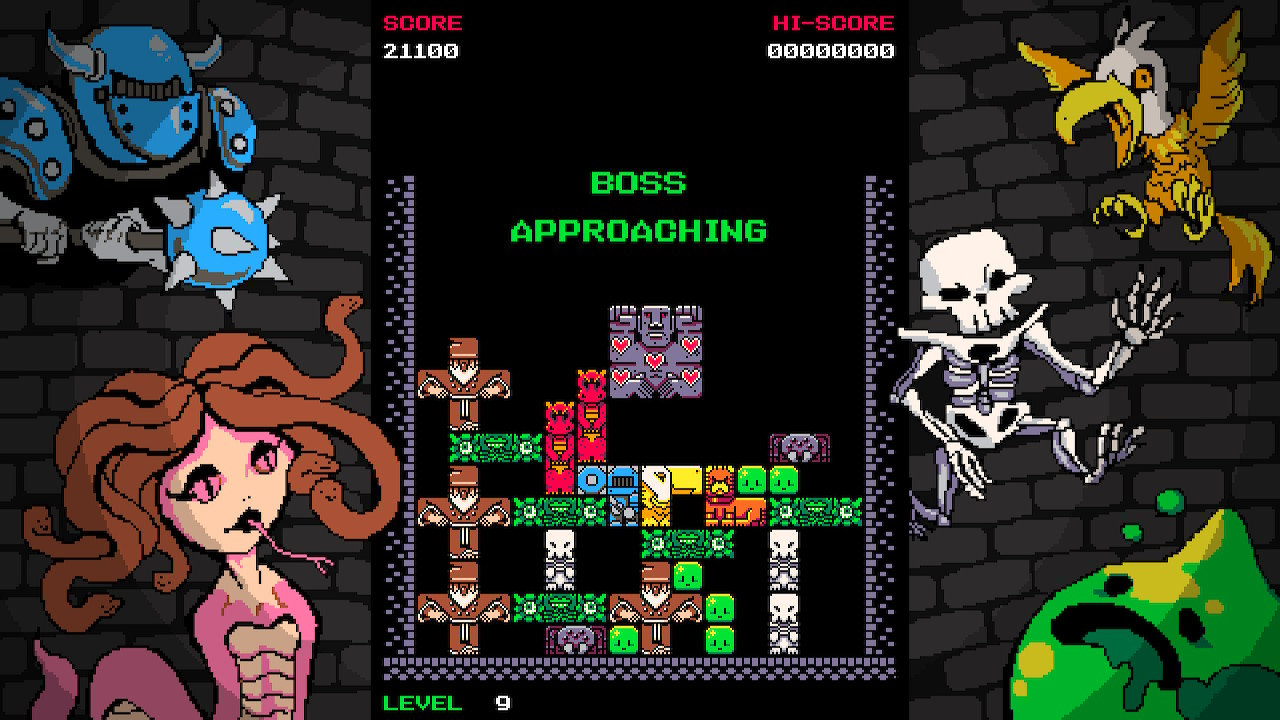 SCORE HI-SCORE
21100 00000000
BOSS
APPROACHING
LEVEL 9